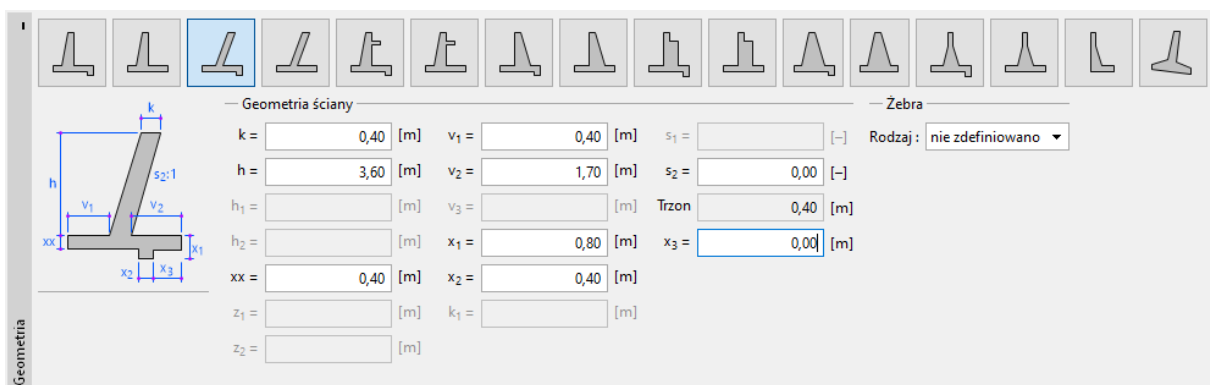 Geometria
k
h
s2:1
v1 v2
xx
x1
x2 x3
Geometria ściany
k = 0,40 [m] v1 = 0,40 [m] s1 = [–]
h = 3,60 [m] v2 = 1,70 [m] s2 = 0,00 [–]
h1 = [m] v3 = [m] Trzon 0,40 [m]
h2 = [m] x1 = 0,80 [m] x3 = 0,00 [m]
xx = 0,40 [m] x2 = 0,40 [m]
z1 = [m] k1 = [m]
z2 = [m]
Żebra
Rodzaj : nie zdefiniowano